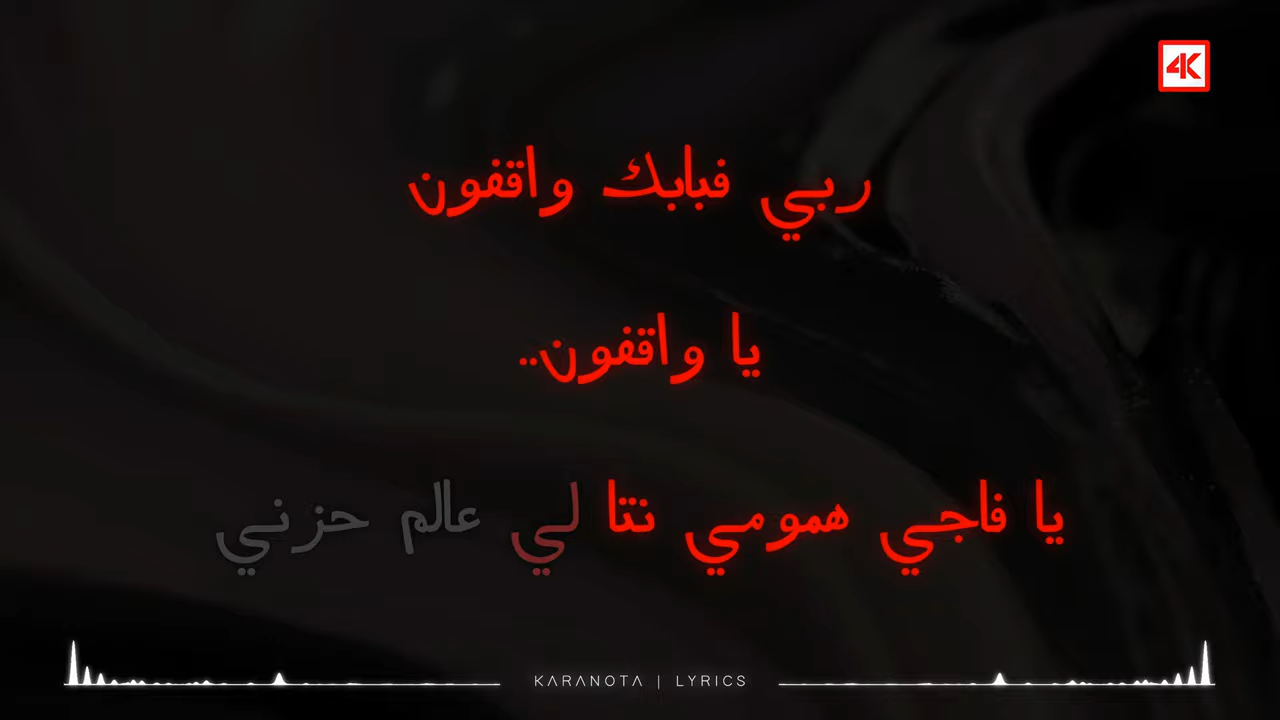 4K
ربي فبابك واقفون
يا واقفون..
يا فاجي همومي نتا لي عالم حزني
KARANOTA | LYRICS